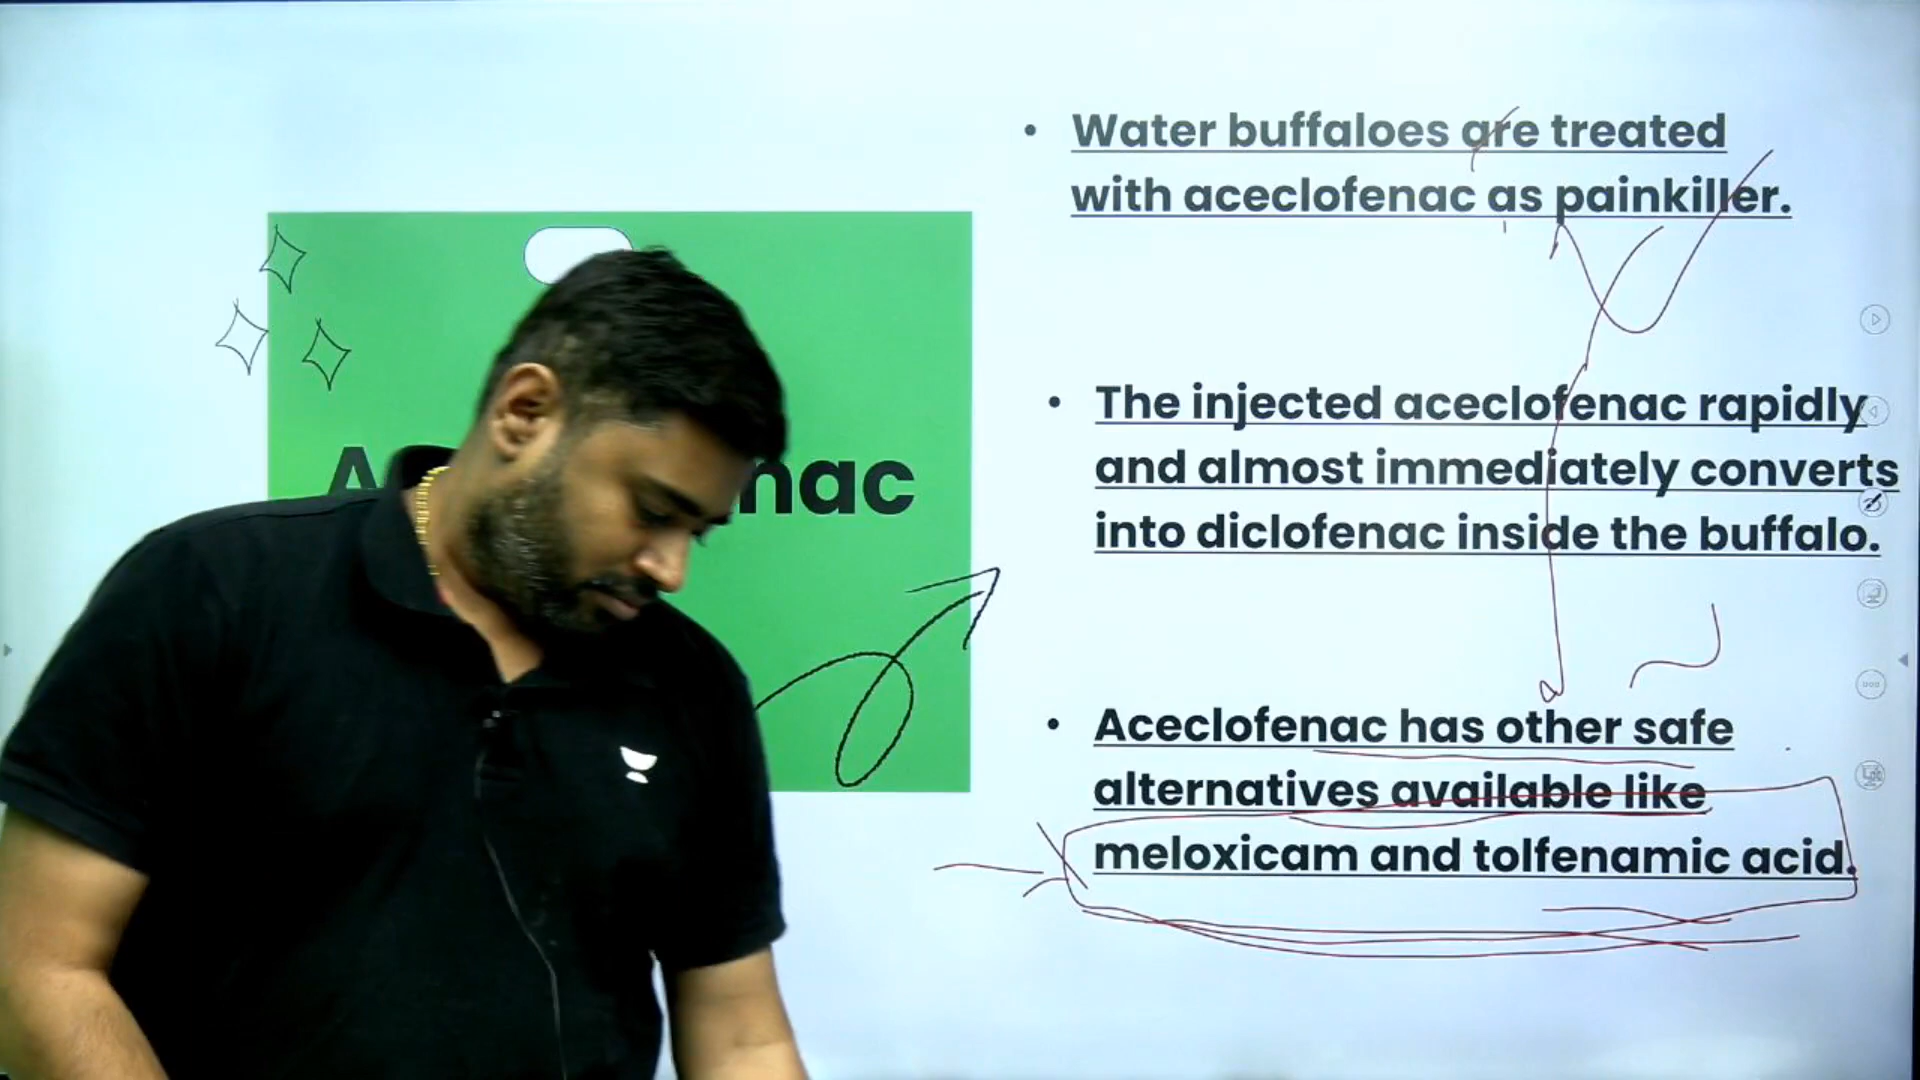 • Water buffaloes are treated
with aceclofenac as painkiller.
• The injected aceclofenac rapidly
and almost immediately converts
into diclofenac inside the buffalo.
• Aceclofenac has other safe
alternatives available like
meloxicam and tolfenamic acid.